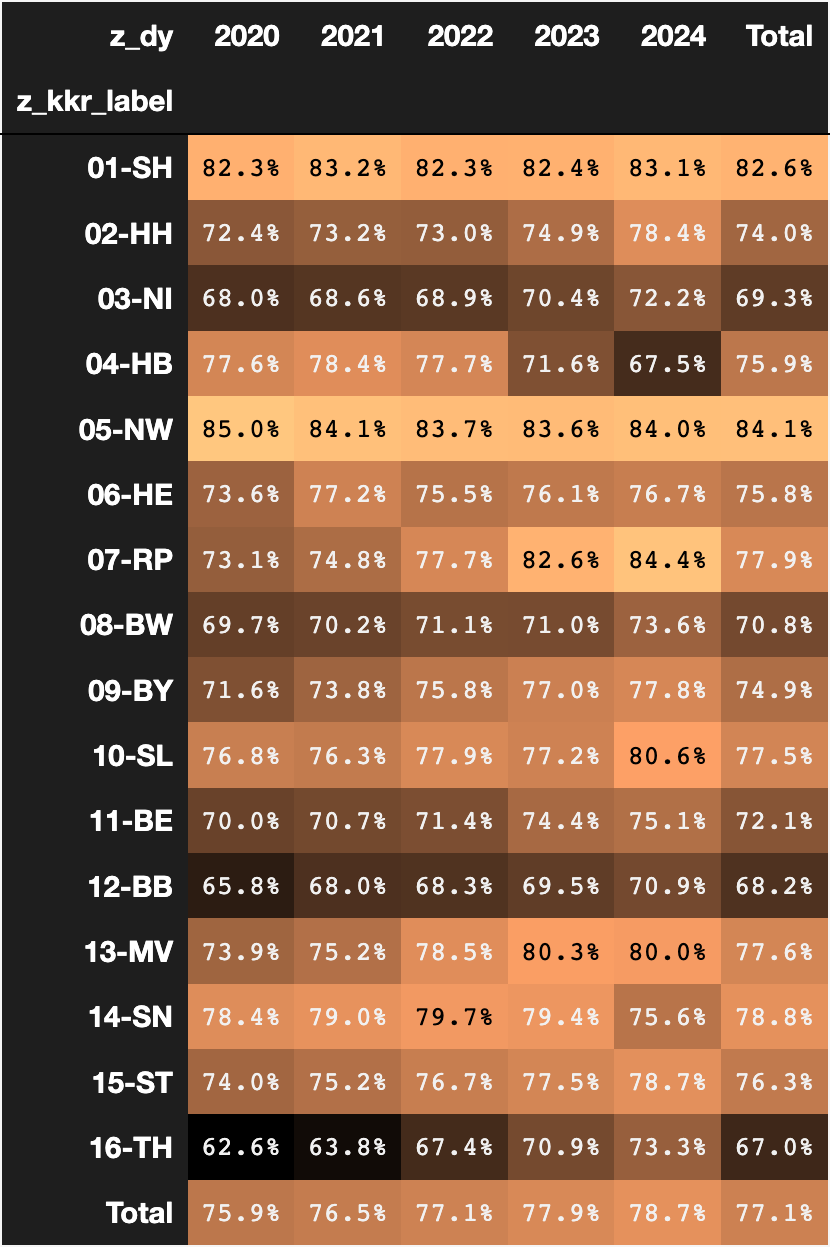 z_dy 2020 2021 2022 2023 2024 Total
z_kkr_label
01-SH 82.3% 83.2% 82.3% 82.4% 83.1% 82.6%
02-HH 72.4% 73.2% 73.0% 74.9% 78.4% 74.0%
03-NI 68.0% 68.6% 68.9% 70.4% 72.2% 69.3%
04-HB 77.6% 78.4% 77.7% 71.6% 67.5% 75.9%
05-NW 85.0% 84.1% 83.7% 83.6% 84.0% 84.1%
06-HE 73.6% 77.2% 75.5% 76.1% 76.7% 75.8%
07-RP 73.1% 74.8% 77.7% 82.6% 84.4% 77.9%
08-BW 69.7% 70.2% 71.1% 71.0% 73.6% 70.8%
09-BY 71.6% 73.8% 75.8% 77.0% 77.8% 74.9%
10-SL 76.8% 76.3% 77.9% 77.2% 80.6% 77.5%
11-BE 70.0% 70.7% 71.4% 74.4% 75.1% 72.1%
12-BB 65.8% 68.0% 68.3% 69.5% 70.9% 68.2%
13-MV 73.9% 75.2% 78.5% 80.3% 80.0% 77.6%
14-SN 78.4% 79.0% 79.7% 79.4% 75.6% 78.8%
15-ST 74.0% 75.2% 76.7% 77.5% 78.7% 76.3%
16-TH 62.6% 63.8% 67.4% 70.9% 73.3% 67.0%
Total 75.9% 76.5% 77.1% 77.9% 78.7% 77.1%